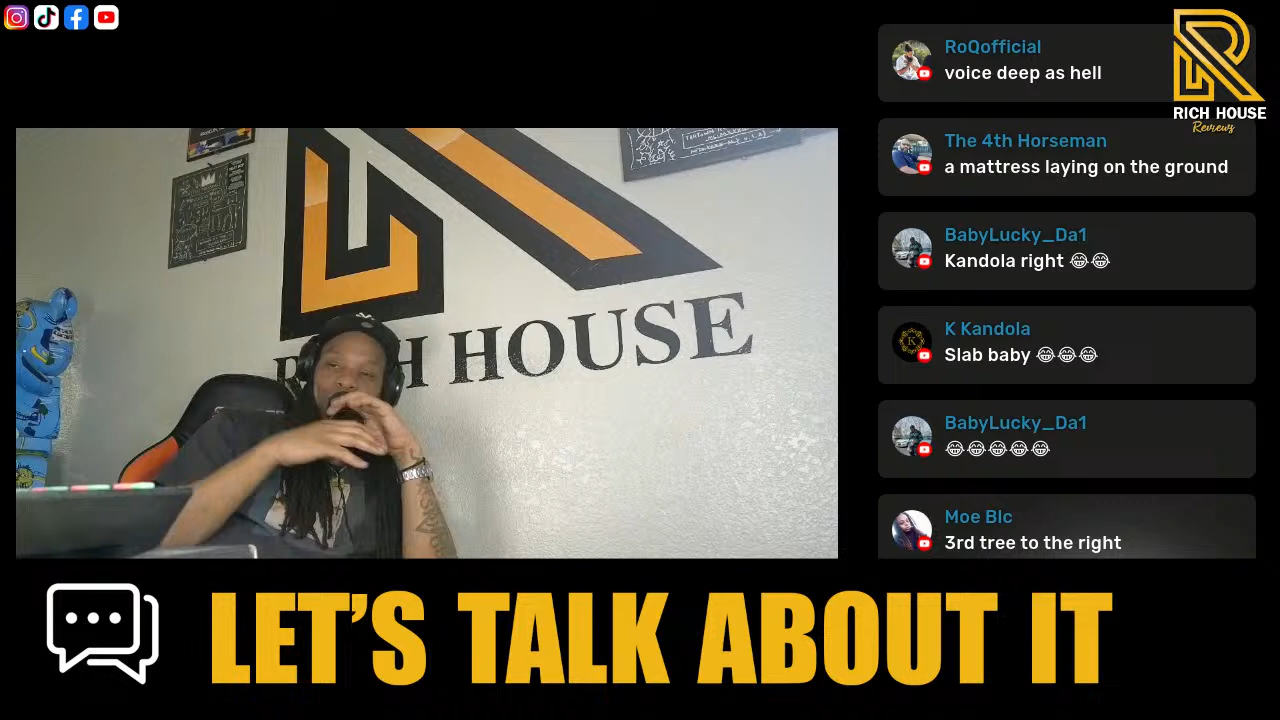 RoQofficial
voice deep as hell
RICH HOUSE
Reviews
The 4th Horseman
a mattress laying on the ground
BabyLucky_Da1
Kandola right 😂😂
K Kandola
Slab baby 😂😂😂
BabyLucky_Da1
😂😂😂😂😂
Moe Blc
3rd tree to the right
R H HOUSE
LET'S TALK ABOUT IT